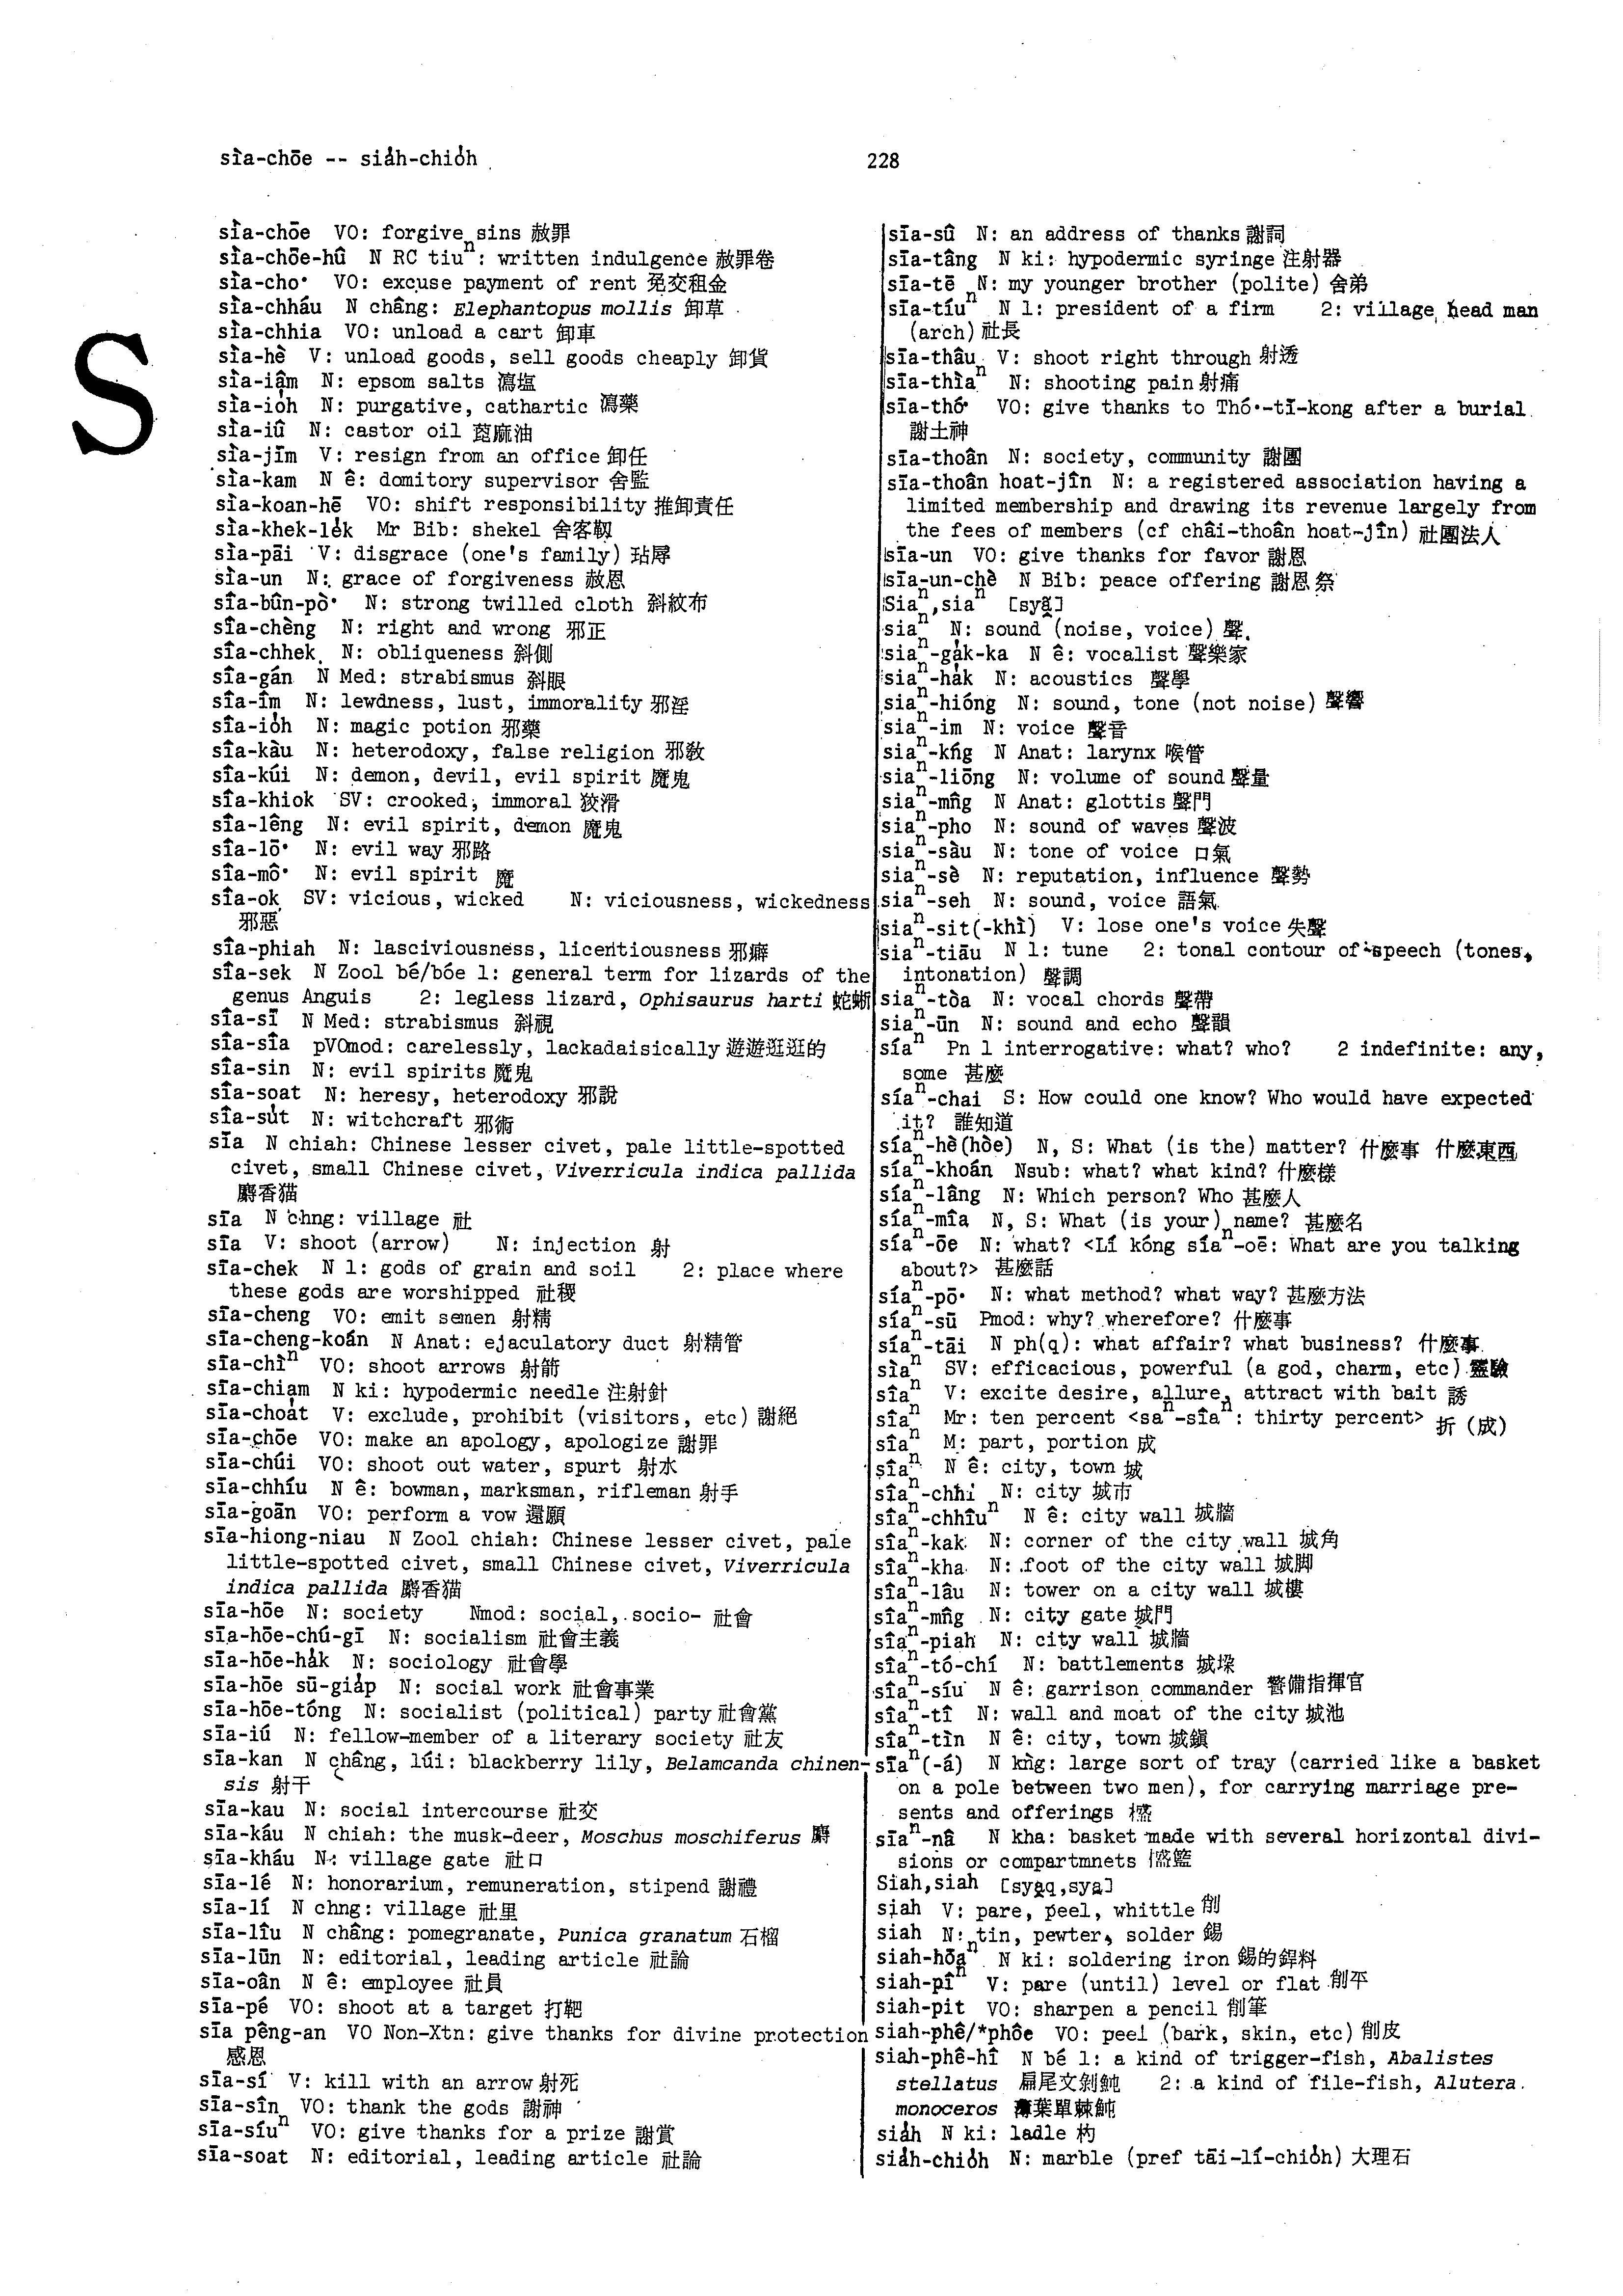 sìa-chōe -- sia̍h-chio̍h
228
S
sìa-chōe VO: forgive sins 赦罪
sìa-chōe-hû N RC tiuⁿ: written indulgence 赦罪卷
sìa-cho͘ VO: excuse payment of rent 免交租金
sìa-chháu N châng: Elephantopus mollis 卸草
sìa-chhia VO: unload a cart 卸車
sìa-hè V: unload goods, sell goods cheaply 卸貨
sìa-iâm N: epsom salts 瀉塩
sìa-io̍h N: purgative, cathartic 瀉藥
sìa-iû N: castor oil 萞麻油
sìa-jīm V: resign from an office 卸任
sìa-kam N ê: domitory supervisor 舍監
sìa-koan-hē VO: shift responsibility 推卸責任
sìa-khek-le̍k Mr Bib: shekel 舍客勒
sìa-pāi V: disgrace (one's family) 玷辱
sìa-un N: grace of forgiveness 赦恩
sîa-bûn-pò͘ N: strong twilled cloth 斜紋布
sîa-chèng N: right and wrong 邪正
sîa-chhek N: obliqueness 斜側
sîa-gán N Med: strabismus 斜眼
sîa-îm N: lewdness, lust, immorality 邪淫
sîa-io̍h N: magic potion 邪藥
sîa-kàu N: heterodoxy, false religion 邪教
sîa-kúi N: demon, devil, evil spirit 魔鬼
sîa-khiok SV: crooked, immoral 狡滑
sîa-lêng N: evil spirit, demon 魔鬼
sîa-lō͘ N: evil way 邪路
sîa-mô͘ N: evil spirit 魔
sîa-ok SV: vicious, wicked N: viciousness, wickedness
邪惡
sîa-phiah N: lasciviousness, licentiousness 邪癖
sîa-sek N Zool bé/bóe 1: general term for lizards of the
genus Anguis 2: legless lizard, Ophisaurus harti 蛇蜥
sîa-sī N Med: strabismus 斜視
sîa-sîa pVOmod: carelessly, lackadaisically 遊遊逛逛的
sîa-sin N: evil spirits 魔鬼
sîa-soat N: heresy, heterodoxy 邪說
sîa-su̍t N: witchcraft 邪術
sīa N chiah: Chinese lesser civet, pale little-spotted
civet, small Chinese civet, Viverricula indica pallida
麝香猫
sīa N chng: village 社
sīa V: shoot (arrow) N: injection 射
sīa-chek N 1: gods of grain and soil 2: place where
these gods are worshipped 社稷
sīa-cheng VO: emit semen 射精
sīa-cheng-koán N Anat: ejaculatory duct 射精管
sīa-chìⁿ VO: shoot arrows 射箭
sīa-chiam N ki: hypodermic needle 注射針
sīa-choa̍t V: exclude, prohibit (visitors, etc) 謝絕
sīa-chōe VO: make an apology, apologize 謝罪
sīa-chúi VO: shoot out water, spurt 射水
sīa-chhíu N ê: bowman, marksman, rifleman 射手
sīa-goān VO: perform a vow 還願
sīa-hiong-niau N Zool chiah: Chinese lesser civet, pale
little-spotted civet, small Chinese civet, Viverricula
indica pallida 麝香猫
sīa-hōe N: society Nmod: social, socio- 社會
sīa-hōe-chú-gī N: socialism 社會主義
sīa-hōe-ha̍k N: sociology 社會學
sīa-hōe sū-gia̍p N: social work 社會事業
sīa-hōe-tóng N: socialist (political) party 社會黨
sīa-iú N: fellow-member of a literary society 社友
sīa-kan N châng, lúi: blackberry lily, Belamcanda chinen-
sis 射干
sīa-kau N: social intercourse 社交
sīa-káu N chiah: the musk-deer, Moschus moschiferus 麝
sīa-kháu N: village gate 社口
sīa-lé N: honorarium, remuneration, stipend 謝禮
sīa-lí N chng: village 社里
sīa-lîu N châng: pomegranate, Punica granatum 石榴
sīa-lūn N: editorial, leading article 社論
sīa-oân N ê: employee 社員
sīa-pé VO: shoot at a target 打靶
sīa pêng-an VO Non-Xtn: give thanks for divine protection
感恩
sīa-sí V: kill with an arrow 射死
sīa-sîn VO: thank the gods 謝神
sīa-síuⁿ VO: give thanks for a prize 謝賞
sīa-soat N: editorial, leading article 社論
sīa-sû N: an address of thanks 謝詞
sīa-tâng N ki: hypodermic syringe 注射器
sīa-tē N: my younger brother (polite) 舍弟
sīa-tíuⁿ N 1: president of a firm 2: village head man
(arch) 社長
sīa-thâu V: shoot right through 射透
sīa-thìaⁿ N: shooting pain 射痛
sīa-thó͘ VO: give thanks to Thó͘-tī-kong after a burial
謝土神
sīa-thoân N: society, community 謝團
sīa-thoân hoat-jîn N: a registered association having a
limited membership and drawing its revenue largely from
the fees of members (cf châi-thoân hoat-jîn) 社團法人
sīa-un VO: give thanks for favor 謝恩
sīa-un-chè N Bib: peace offering 謝恩祭
Siaⁿ,siaⁿ [syā̰]
siaⁿ N: sound (noise, voice) 聲
siaⁿ-ga̍k-ka N ê: vocalist 聲樂家
siaⁿ-ha̍k N: acoustics 聲學
siaⁿ-hióng N: sound, tone (not noise) 聲響
siaⁿ-im N: voice 聲音
siaⁿ-kńg N Anat: larynx 喉管
siaⁿ-liōng N: volume of sound 聲量
siaⁿ-mn̂g N Anat: glottis 聲門
siaⁿ-pho N: sound of waves 聲波
siaⁿ-sàu N: tone of voice 口氣
siaⁿ-sè N: reputation, influence 聲勢
siaⁿ-seh N: sound, voice 語氣
siaⁿ-sit(-khì) V: lose one's voice 失聲
siaⁿ-tiāu N 1: tune 2: tonal contour of speech (tones,
intonation) 聲調
siaⁿ-tòa N: vocal chords 聲帶
siaⁿ-ūn N: sound and echo 聲韻
síaⁿ Pn 1 interrogative: what? who? 2 indefinite: any,
some 甚麼
síaⁿ-chai S: How could one know? Who would have expected
it? 誰知道
síaⁿ-hè(hòe) N, S: What (is the) matter? 什麼事 什麼東西
síaⁿ-khoán Nsub: what? what kind? 什麼樣
síaⁿ-lâng N: Which person? Who 甚麼人
síaⁿ-mîa N, S: What (is your) name? 甚麼名
síaⁿ-ōe N: what? <Lí kóng síaⁿ-oē: What are you talking
about?> 甚麼話
síaⁿ-pō͘ N: what method? what way? 甚麼方法
síaⁿ-sū Pmod: why? wherefore? 什麼事
síaⁿ-tāi N ph(q): what affair? what business? 什麼事
sìaⁿ SV: efficacious, powerful (a god, charm, etc) 靈驗
sîaⁿ V: excite desire, allure, attract with bait 誘
sîaⁿ Mr: ten percent <saⁿ-sîaⁿ: thirty percent> 折 (成)
sîaⁿ M: part, portion 成
sîaⁿ N ê: city, town 城
sîaⁿ-chhi N: city 城市
sîaⁿ-chhîuⁿ N ê: city wall 城牆
sîaⁿ-kak N: corner of the city wall 城角
sîaⁿ-kha N: foot of the city wall 城脚
sîaⁿ-lâu N: tower on a city wall 城樓
sîaⁿ-mn̂g N: city gate 城門
sîaⁿ-piah N: city wall 城牆
sîaⁿ-tó-chí N: battlements 城垛
sîaⁿ-síu N ê: garrison commander 警備指揮官
sîaⁿ-tî N: wall and moat of the city 城池
sîaⁿ-tìn N ê: city, town 城鎮
sīaⁿ(-á) N kǹg: large sort of tray (carried like a basket
on a pole between two men), for carrying marriage pre-
sents and offerings
sīaⁿ-nâ N kha: basket made with several horizontal divi-
sions or compartmnets
Siah,siah [syaq,sya]
siah V: pare, peel, whittle 削
siah N: tin, pewter, solder 錫
siah-hōaⁿ N ki: soldering iron 錫的銲料
siah-pîⁿ V: pare (until) level or flat 削平
siah-pit VO: sharpen a pencil 削筆
siah-phê/*phôe VO: peel (bark, skin, etc) 削皮
siah-phê-hî N bé 1: a kind of trigger-fish, Abalistes
stellatus 扁尾文剝魨 2: a kind of file-fish, Alutera
monoceros 薄葉單棘魨
sia̍h N ki: ladle 杓
sia̍h-chio̍h N: marble (pref tāi-lí-chio̍h) 大理石